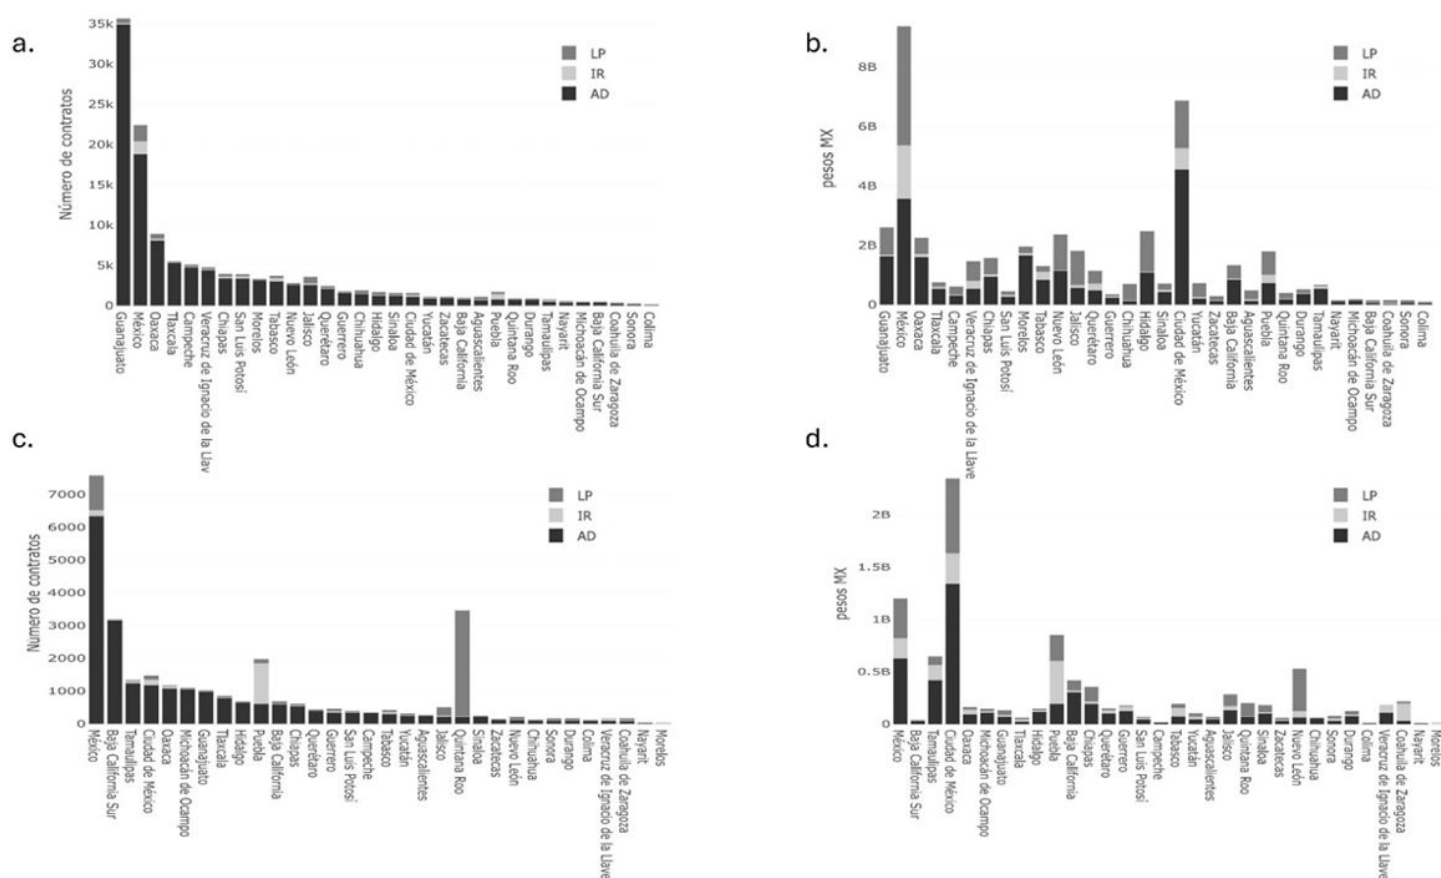 a.
Número de contratos
35k
30k
25k
20k
15k
10k
5k
0
LP
IR
AD
Guanajuato
México
Oaxaca
Tlaxcala
Campeche
Veracruz de Ignacio de la Llav
Chiapas
San Luis Potosí
Morelos
Tabasco
Nuevo León
Jalisco
Querétaro
Guerrero
Chihuahua
Hidalgo
Sinaloa
Ciudad de México
Yucatán
Zacatecas
Baja California
Aguascalientes
Puebla
Quintana Roo
Durango
Tamaulipas
Nayarit
Michoacán de Ocampo
Baja California Sur
Coahuila de Zaragoza
Sonora
Colima
b.
pesos MX
8B
6B
4B
2B
0
LP
IR
AD
Guanajuato
México
Oaxaca
Tlaxcala
Campeche
Veracruz de Ignacio de la Llave
Chiapas
San Luis Potosí
Morelos
Tabasco
Nuevo León
Jalisco
Querétaro
Guerrero
Chihuahua
Hidalgo
Sinaloa
Ciudad de México
Yucatán
Zacatecas
Baja California
Aguascalientes
Puebla
Quintana Roo
Durango
Tamaulipas
Nayarit
Michoacán de Ocampo
Baja California Sur
Coahuila de Zaragoza
Sonora
Colima
c.
Numero de contratos
7000
6000
5000
4000
3000
2000
1000
0
LP
IR
AD
México
Baja California Sur
Tamaulipas
Ciudad de México
Oaxaca
Michoacán de Ocampo
Guanajuato
Tlaxcala
Hidalgo
Puebla
Baja California
Chiapas
Querétaro
Guerrero
San Luis Potosí
Campeche
Tabasco
Yucatán
Aguascalientes
Jalisco
Quintana Roo
Sinaloa
Zacatecas
Nuevo León
Chihuahua
Sonora
Durango
Colima
Veracruz de Ignacio de la Llave
Coahuila de Zaragoza
Nayarit
Morelos
d.
pesos MX
2B
1.5B
1B
0.5B
0
LP
IR
AD
México
Baja California Sur
Tamaulipas
Ciudad de México
Oaxaca
Michoacán de Ocampo
Guanajuato
Tlaxcala
Hidalgo
Puebla
Baja California
Chiapas
Querétaro
Guerrero
San Luis Potosí
Campeche
Tabasco
Yucatán
Aguascalientes
Jalisco
Quintana Roo
Sinaloa
Zacatecas
Nuevo León
Chihuahua
Sonora
Durango
Colima
Veracruz de Ignacio de la Llave
Coahuila de Zaragoza
Nayarit
Morelos